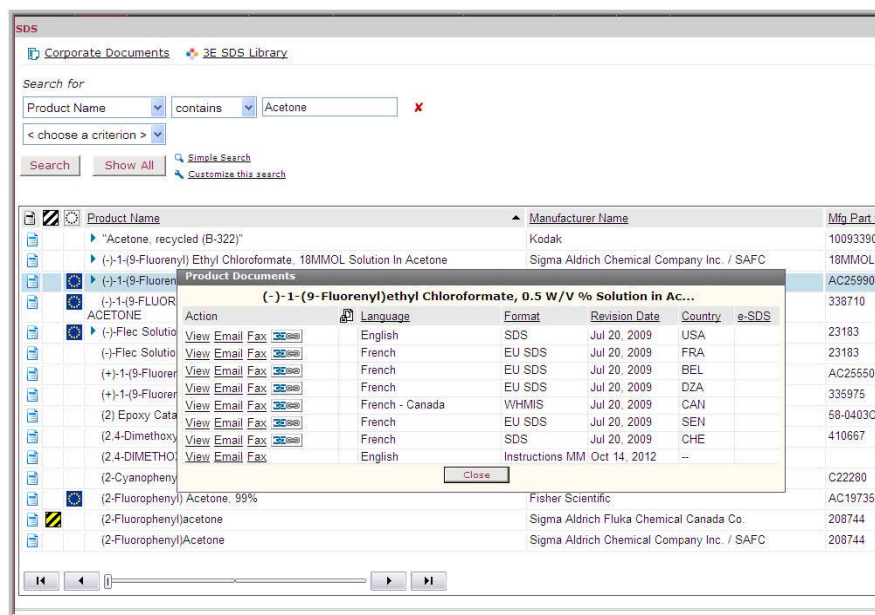 SDS
Corporate Documents 3E SDS Library
Search for
Product Name contains Acetone
< choose a criterion >
Search Show All Simple Search
Customize this search
Product Name Manufacturer Name Mfg Part
"Acetone, recycled (B-322)" Kodak 10093390
(-)-1-(9-Fluorenyl) Ethyl Chloroformate, 18MMOL Solution In Acetone Sigma Aldrich Chemical Company Inc. / SAFC 18MMOL
(-)-1-(9-Fluoren AC25990
(-)-1-(9-FLUOR 338710
ACETONE
(-)-Flec Solutio 23183
(-)-Flec Solutio 23183
(+)-1-(9-Fluorer AC25550
(+)-1-(9-Fluorer 335975
(2) Epoxy Cata 58-0403C
(2,4-Dimethoxy 410667
(2,4-DIMETHO
(2-Cyanopheny C22280
Product Documents
(-)-1-(9-Fluorenyl)ethyl Chloroformate, 0.5 W/V % Solution in Ac...
Action Language Format Revision Date Country e-SDS
View Email Fax English SDS Jul 20, 2009 USA
View Email Fax French EU SDS Jul 20, 2009 FRA
View Email Fax French EU SDS Jul 20, 2009 BEL
View Email Fax French EU SDS Jul 20, 2009 DZA
View Email Fax French - Canada WHMIS Jul 20, 2009 CAN
View Email Fax French EU SDS Jul 20, 2009 SEN
View Email Fax French SDS Jul 20, 2009 CHE
View Email Fax English Instructions MM Oct 14, 2012 --
Close
(2-Fluorophenyl) Acetone, 99% Fisher Scientific AC19735
(2-Fluorophenyl)acetone Sigma Aldrich Fluka Chemical Canada Co. 208744
(2-Fluorophenyl)Acetone Sigma Aldrich Chemical Company Inc. / SAFC 208744